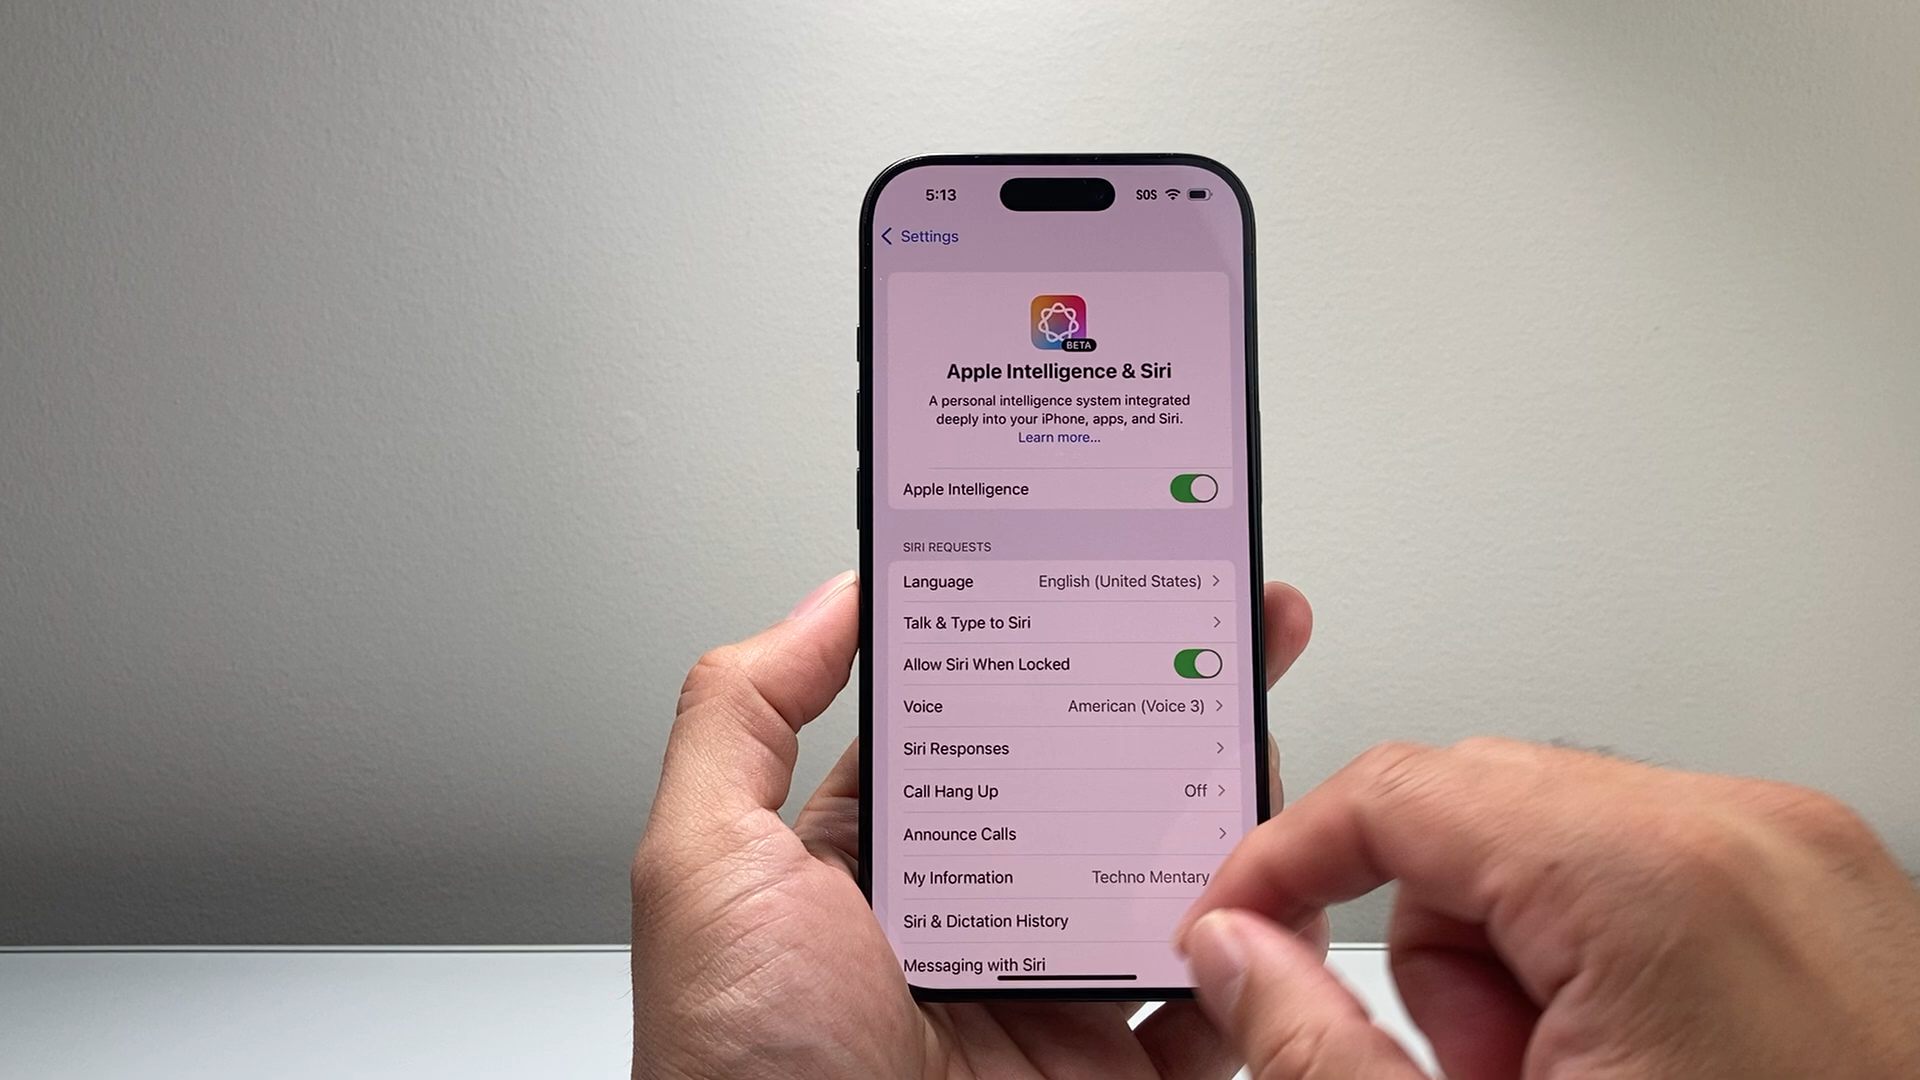 5:13 SOS
Settings
BETA
Apple Intelligence & Siri
A personal intelligence system integrated
deeply into your iPhone, apps, and Siri.
Learn more...
Apple Intelligence
SIRI REQUESTS
Language English (United States)
Talk & Type to Siri
Allow Siri When Locked
Voice American (Voice 3)
Siri Responses
Call Hang Up Off
Announce Calls
My Information Techno Mentary
Siri & Dictation History
Messaging with Siri